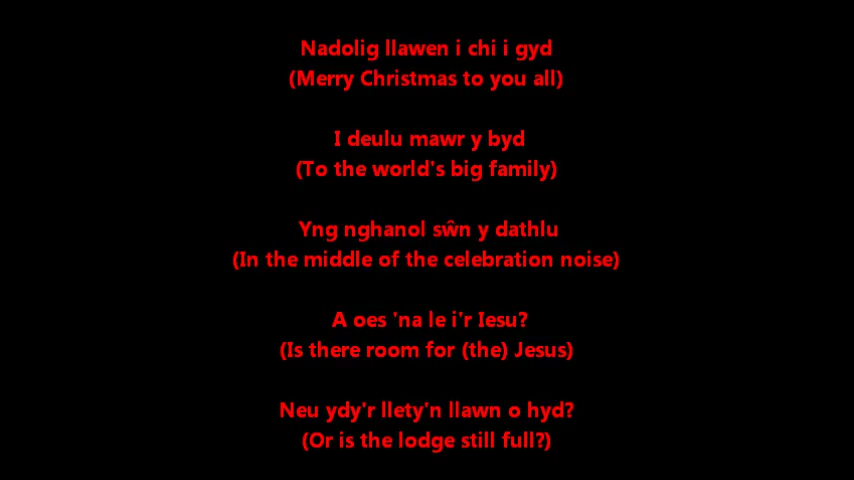 Nadolig llawen i chi i gyd
(Merry Christmas to you all)
I deulu mawr y byd
(To the world's big family)
Yng nghanol sŵn y dathlu
(In the middle of the celebration noise)
A oes 'na le i'r Iesu?
(Is there room for (the) Jesus)
Neu ydy'r llety'n llawn o hyd?
(Or is the lodge still full?)